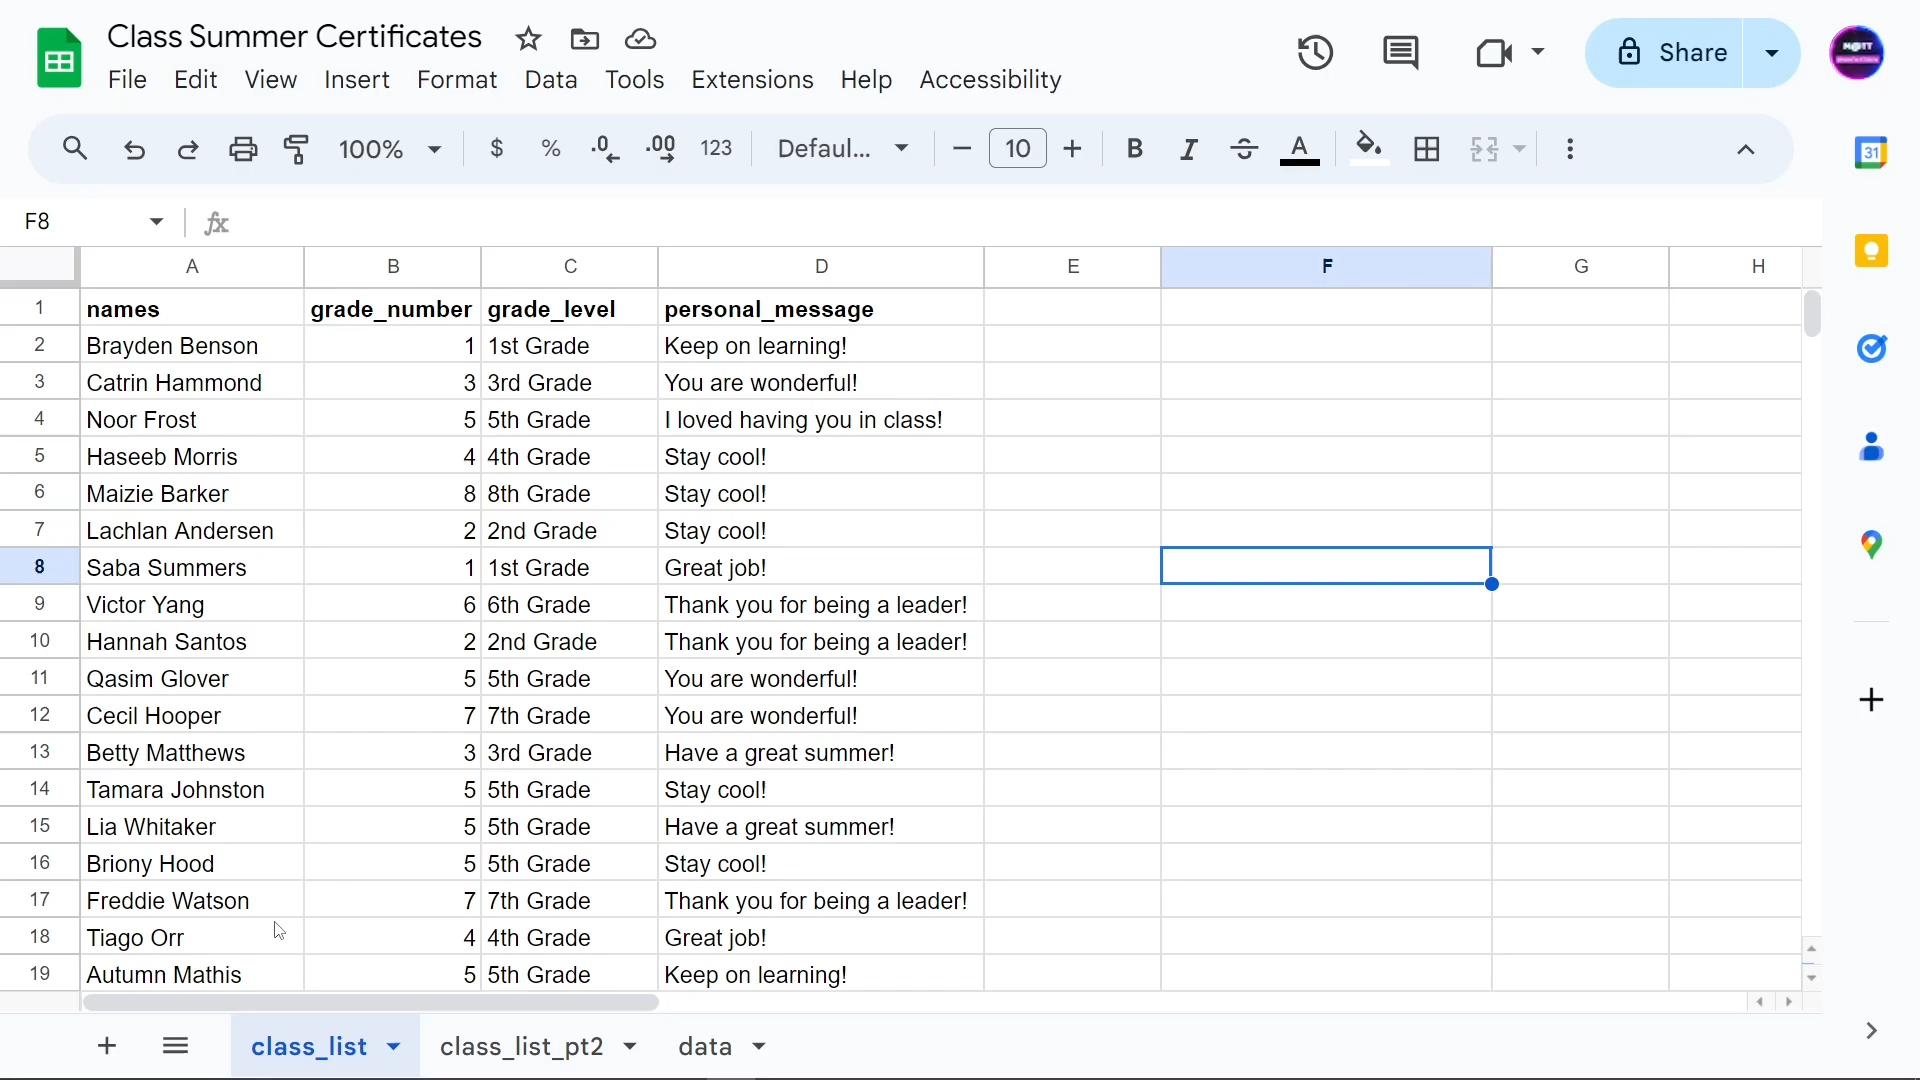 Class Summer Certificates
File Edit View Insert Format Data Tools Extensions Help Accessibility
Share
M@TT
100% $ % .0 .00 123 Defaul... 10 B I A
31
F8 fx
A B C D E F G H
1 names grade_number grade_level personal_message
2 Brayden Benson 1 1st Grade Keep on learning!
3 Catrin Hammond 3 3rd Grade You are wonderful!
4 Noor Frost 5 5th Grade I loved having you in class!
5 Haseeb Morris 4 4th Grade Stay cool!
6 Maizie Barker 8 8th Grade Stay cool!
7 Lachlan Andersen 2 2nd Grade Stay cool!
8 Saba Summers 1 1st Grade Great job!
9 Victor Yang 6 6th Grade Thank you for being a leader!
10 Hannah Santos 2 2nd Grade Thank you for being a leader!
11 Qasim Glover 5 5th Grade You are wonderful!
12 Cecil Hooper 7 7th Grade You are wonderful!
13 Betty Matthews 3 3rd Grade Have a great summer!
14 Tamara Johnston 5 5th Grade Stay cool!
15 Lia Whitaker 5 5th Grade Have a great summer!
16 Briony Hood 5 5th Grade Stay cool!
17 Freddie Watson 7 7th Grade Thank you for being a leader!
18 Tiago Orr 4 4th Grade Great job!
19 Autumn Mathis 5 5th Grade Keep on learning!
class_list class_list_pt2 data